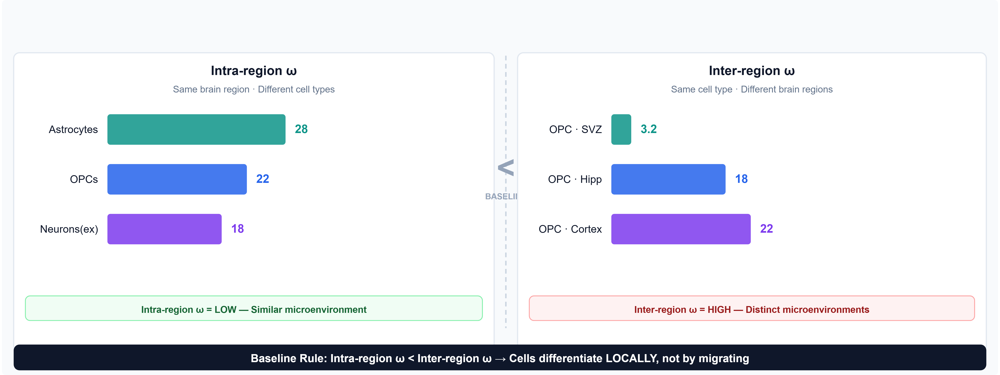 Intra-region ω
Same brain region · Different cell types
Astrocytes
28
OPCs
22
Neurons(ex)
18
Intra-region ω = LOW — Similar microenvironment
<
BASELII
Inter-region ω
Same cell type · Different brain regions
OPC · SVZ
3.2
OPC · Hipp
18
OPC · Cortex
22
Inter-region ω = HIGH — Distinct microenvironments
Baseline Rule: Intra-region ω < Inter-region ω → Cells differentiate LOCALLY, not by migrating